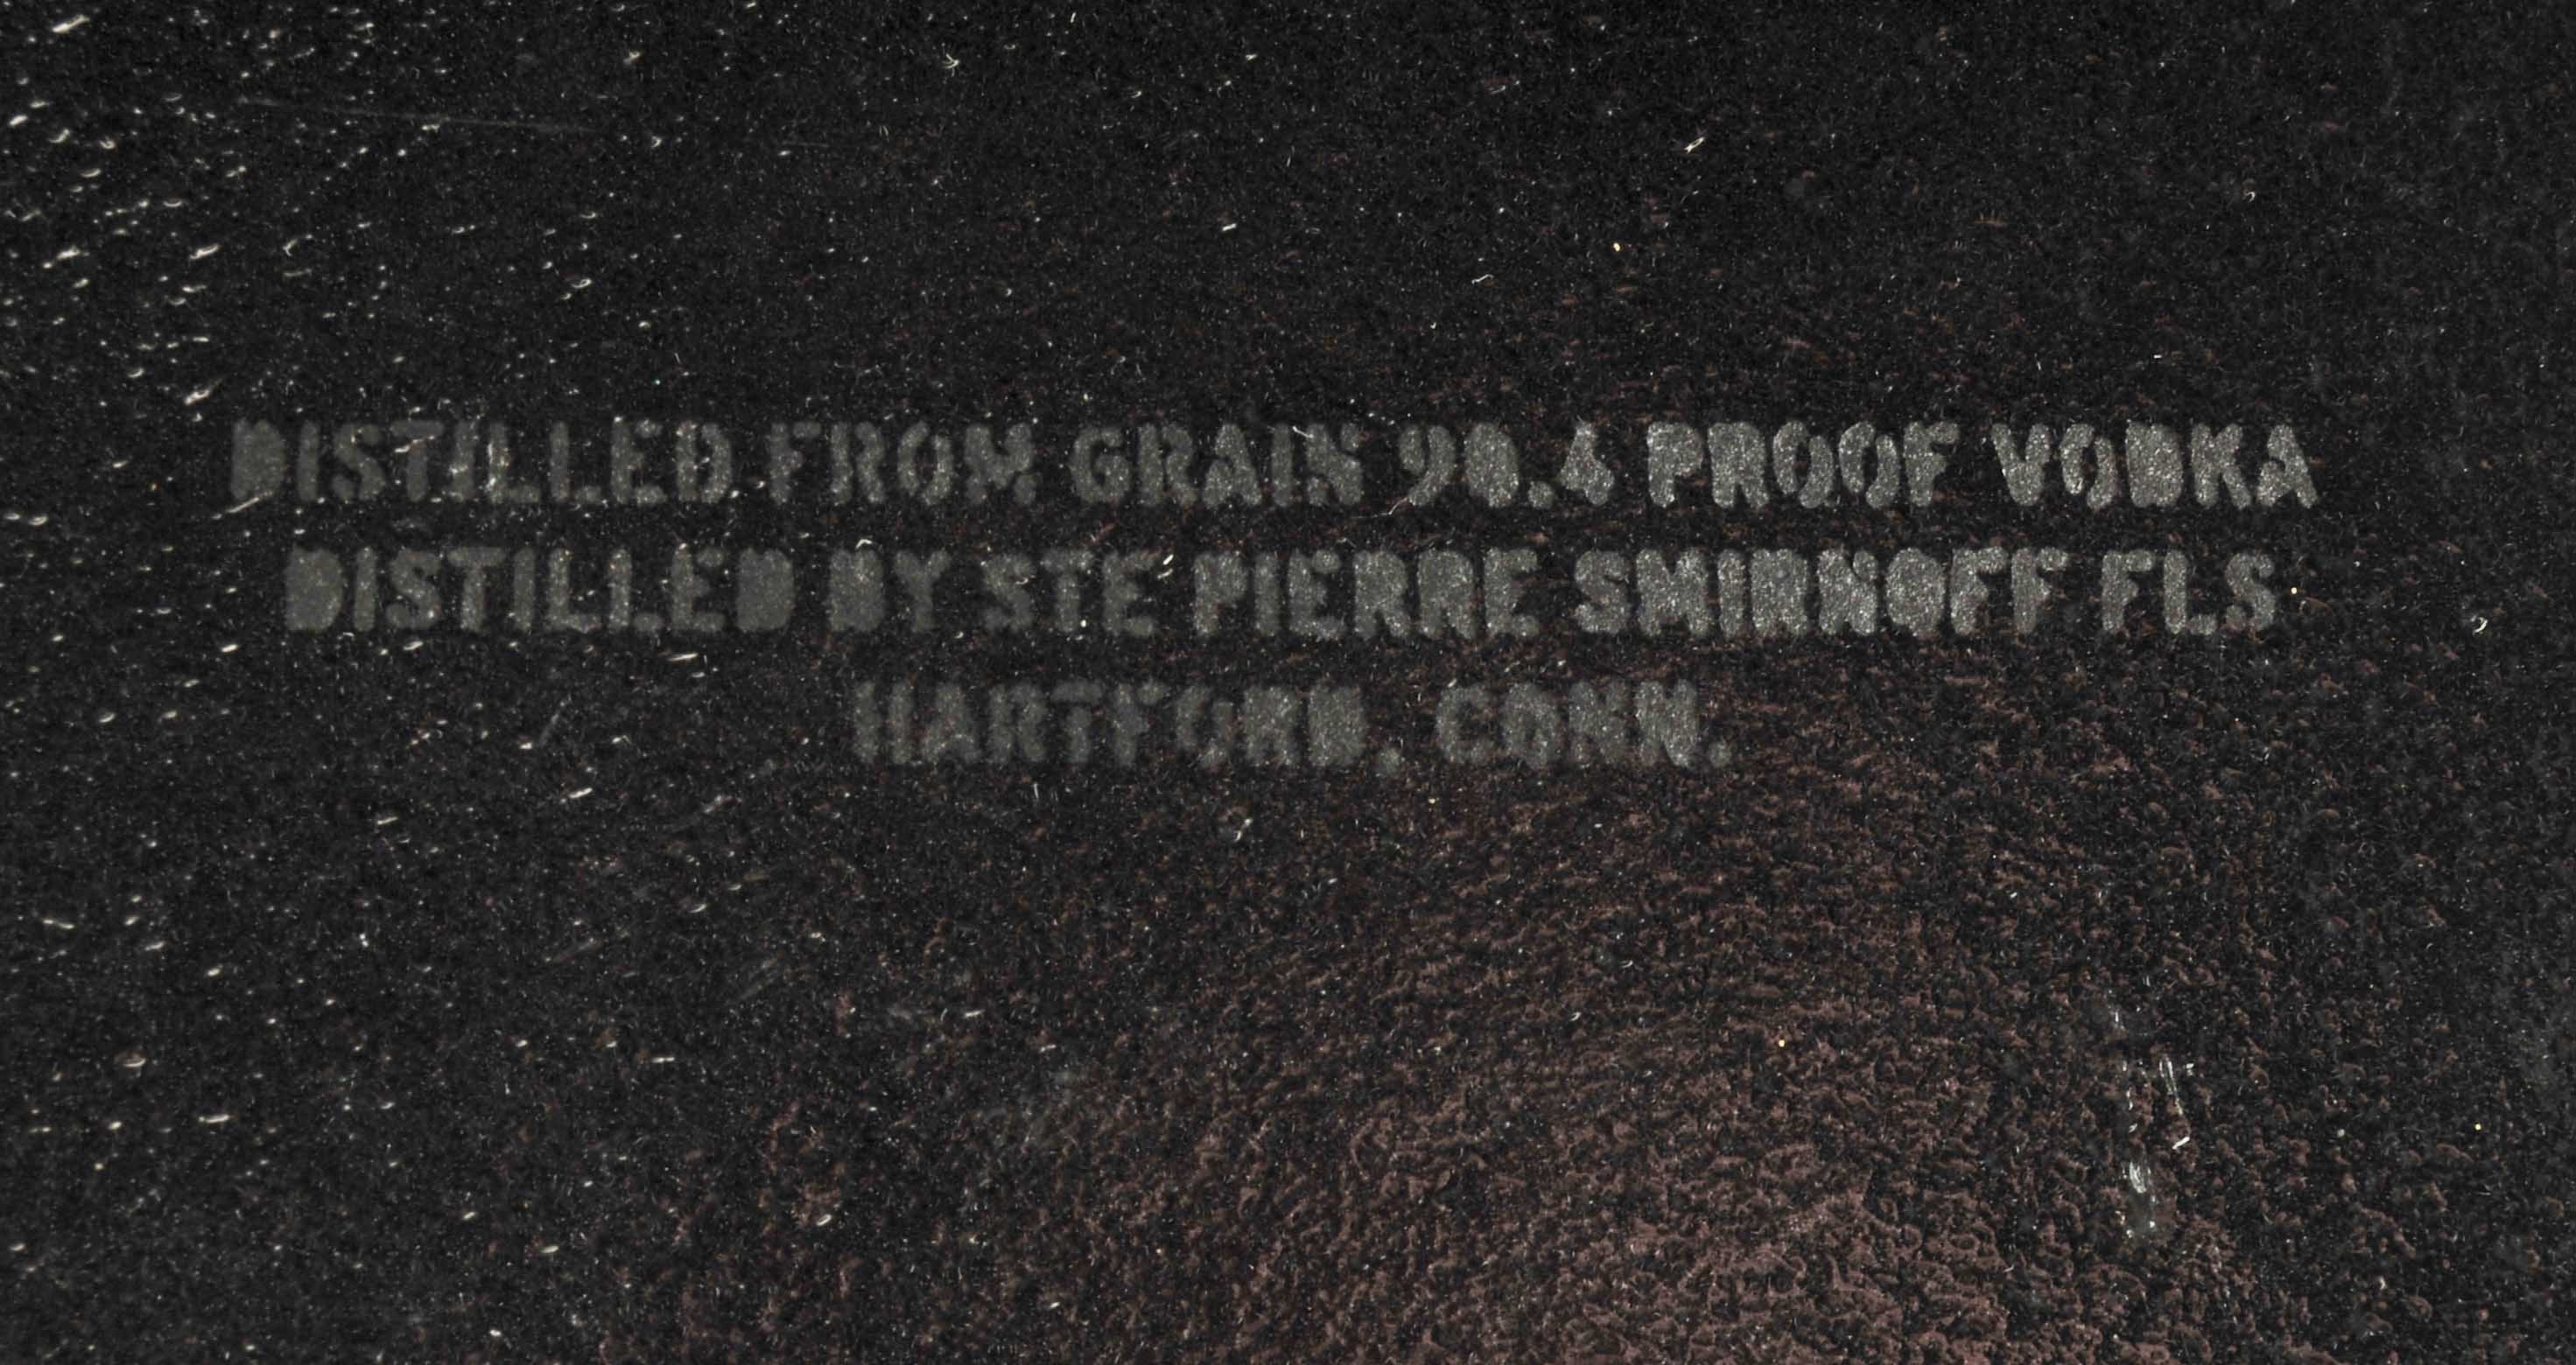 DISTILLED FROM GRAIN 90.4 PROOF VODKA
DISTILLED BY STE PIERRE SMIRNOFF FLS
HARTFORD, CONN.